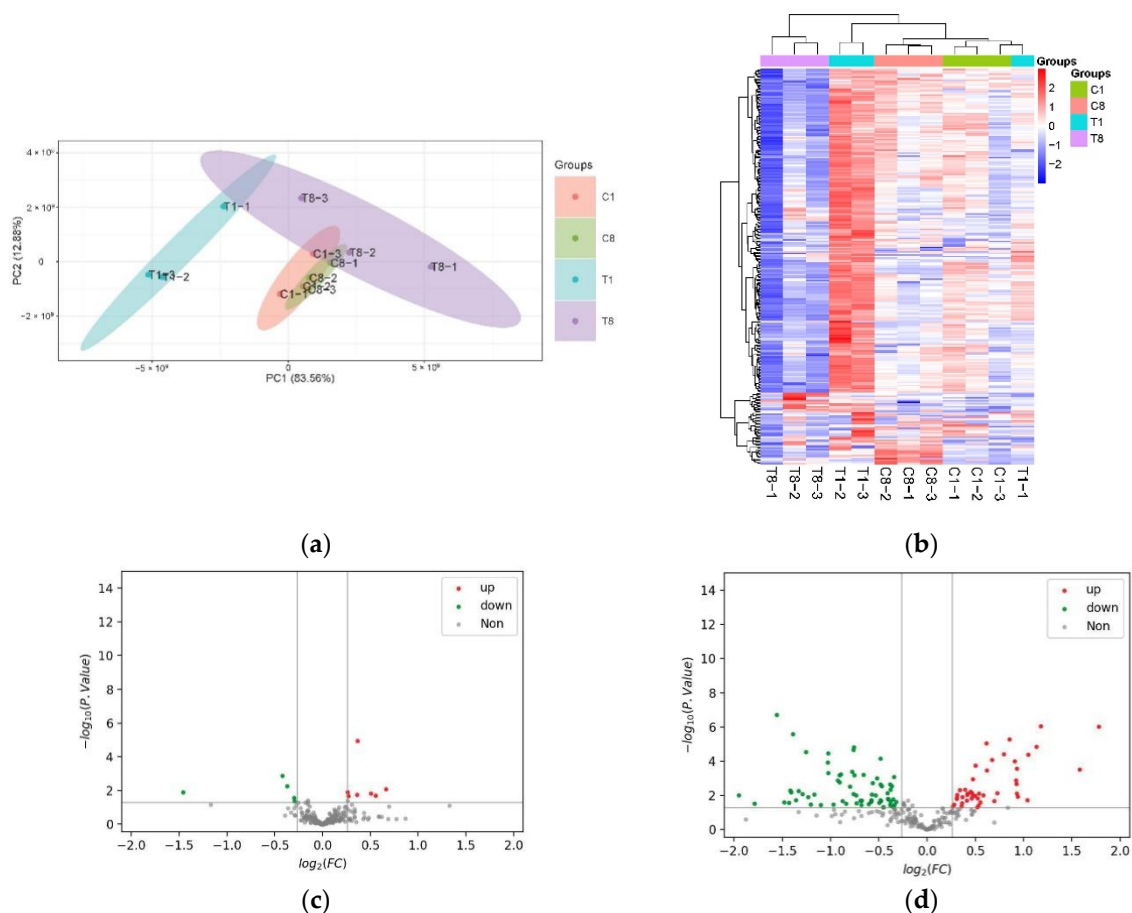 4 × 10⁹
2 × 10⁹
0
−2 × 10⁹
PC2 (12.88%)
T1−1
T8−3
C1−3
T8−2
C8−1
T8−1
T1−3
C8−2
C1−1
C8−3
−5 × 10⁹
0
5 × 10⁹
PC1 (83.56%)
Groups
C1
C8
T1
T8
(a)
Groups
2
1
0
−1
−2
Groups
C1
C8
T1
T8
T8−1
T8−2
T8−3
T1−2
T1−3
C8−2
C8−1
C8−3
C1−1
C1−2
C1−3
T1−1
(b)
14
12
10
8
6
4
2
0
−log10(P.Value)
up
down
Non
−2.0 −1.5 −1.0 −0.5 0.0 0.5 1.0 1.5 2.0
log2(FC)
(c)
14
12
10
8
6
4
2
0
−log10(P.Value)
up
down
Non
−2.0 −1.5 −1.0 −0.5 0.0 0.5 1.0 1.5 2.0
log2(FC)
(d)